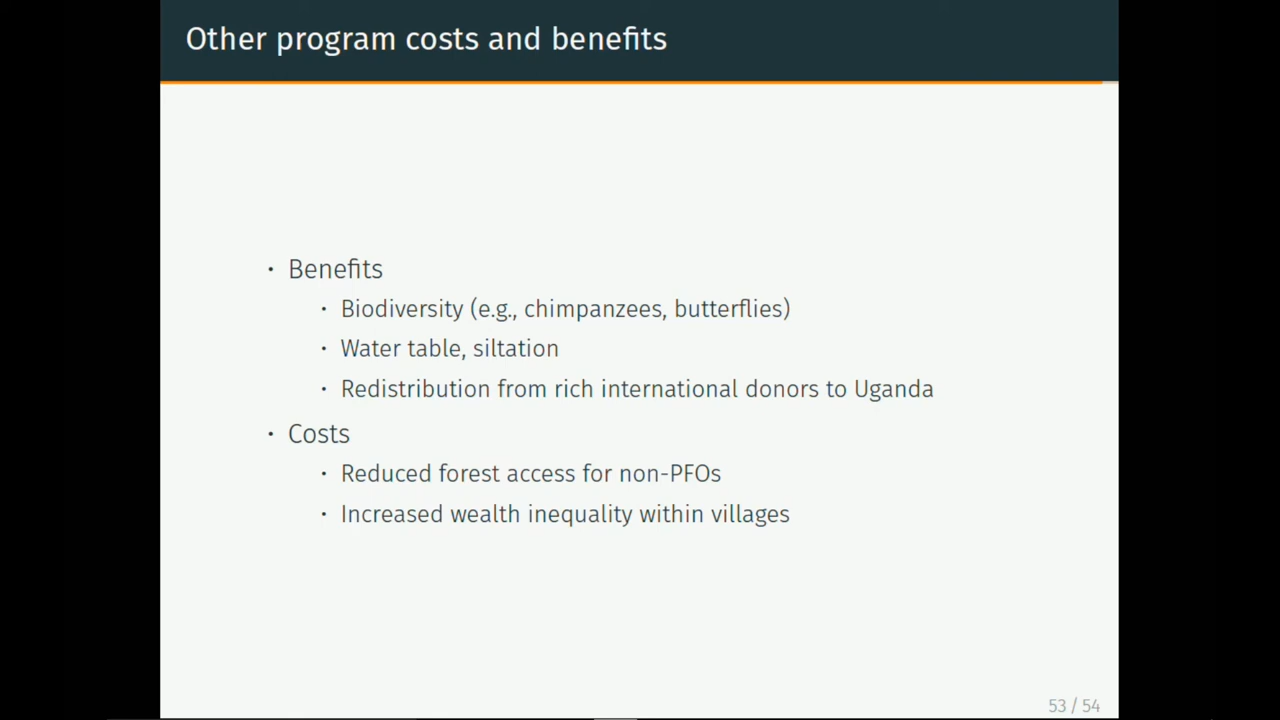 Other program costs and benefits
• Benefits
• Biodiversity (e.g., chimpanzees, butterflies)
• Water table, siltation
• Redistribution from rich international donors to Uganda
• Costs
• Reduced forest access for non-PFOs
• Increased wealth inequality within villages
53 / 54